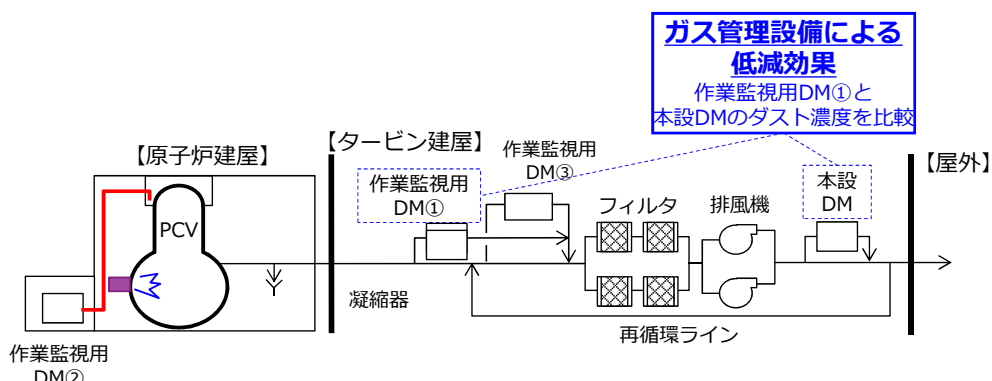 ガス管理設備による
低減効果
作業監視用DM①と
本設DMのダスト濃度を比較
【原子炉建屋】
【タービン建屋】
作業監視用
DM③
【屋外】
作業監視用
DM①
フィルタ
排風機
本設
DM
PCV
凝縮器
再循環ライン
作業監視用
DM②